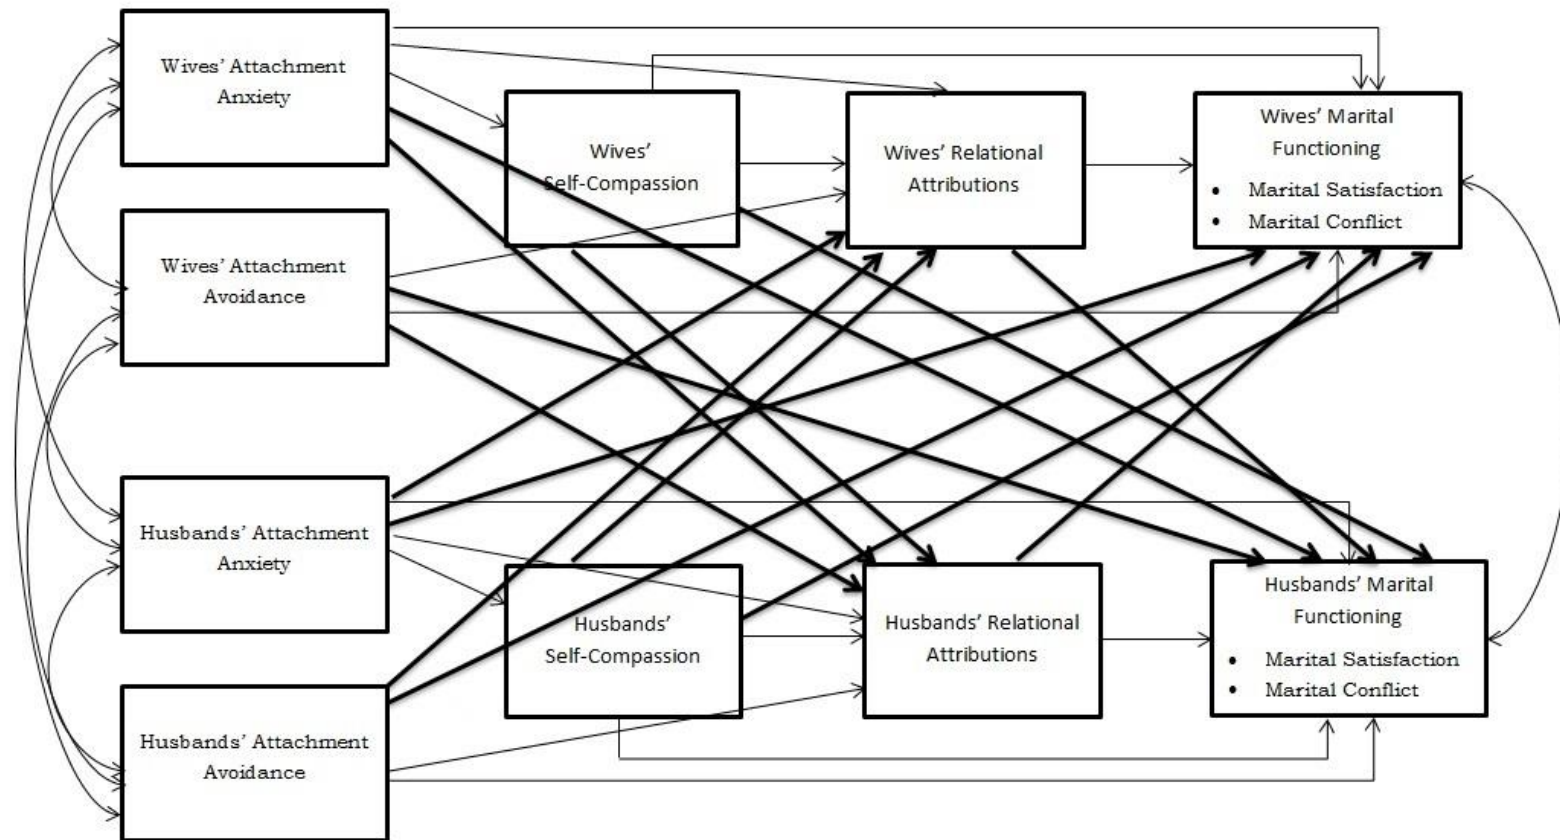 Wives' Attachment
Anxiety
Wives' Attachment
Avoidance
Husbands' Attachment
Anxiety
Husbands' Attachment
Avoidance
Wives'
Self-Compassion
Husbands'
Self-Compassion
Wives' Relational
Attributions
Husbands' Relational
Attributions
Wives' Marital
Functioning
• Marital Satisfaction
• Marital Conflict
Husbands' Marital
Functioning
• Marital Satisfaction
• Marital Conflict